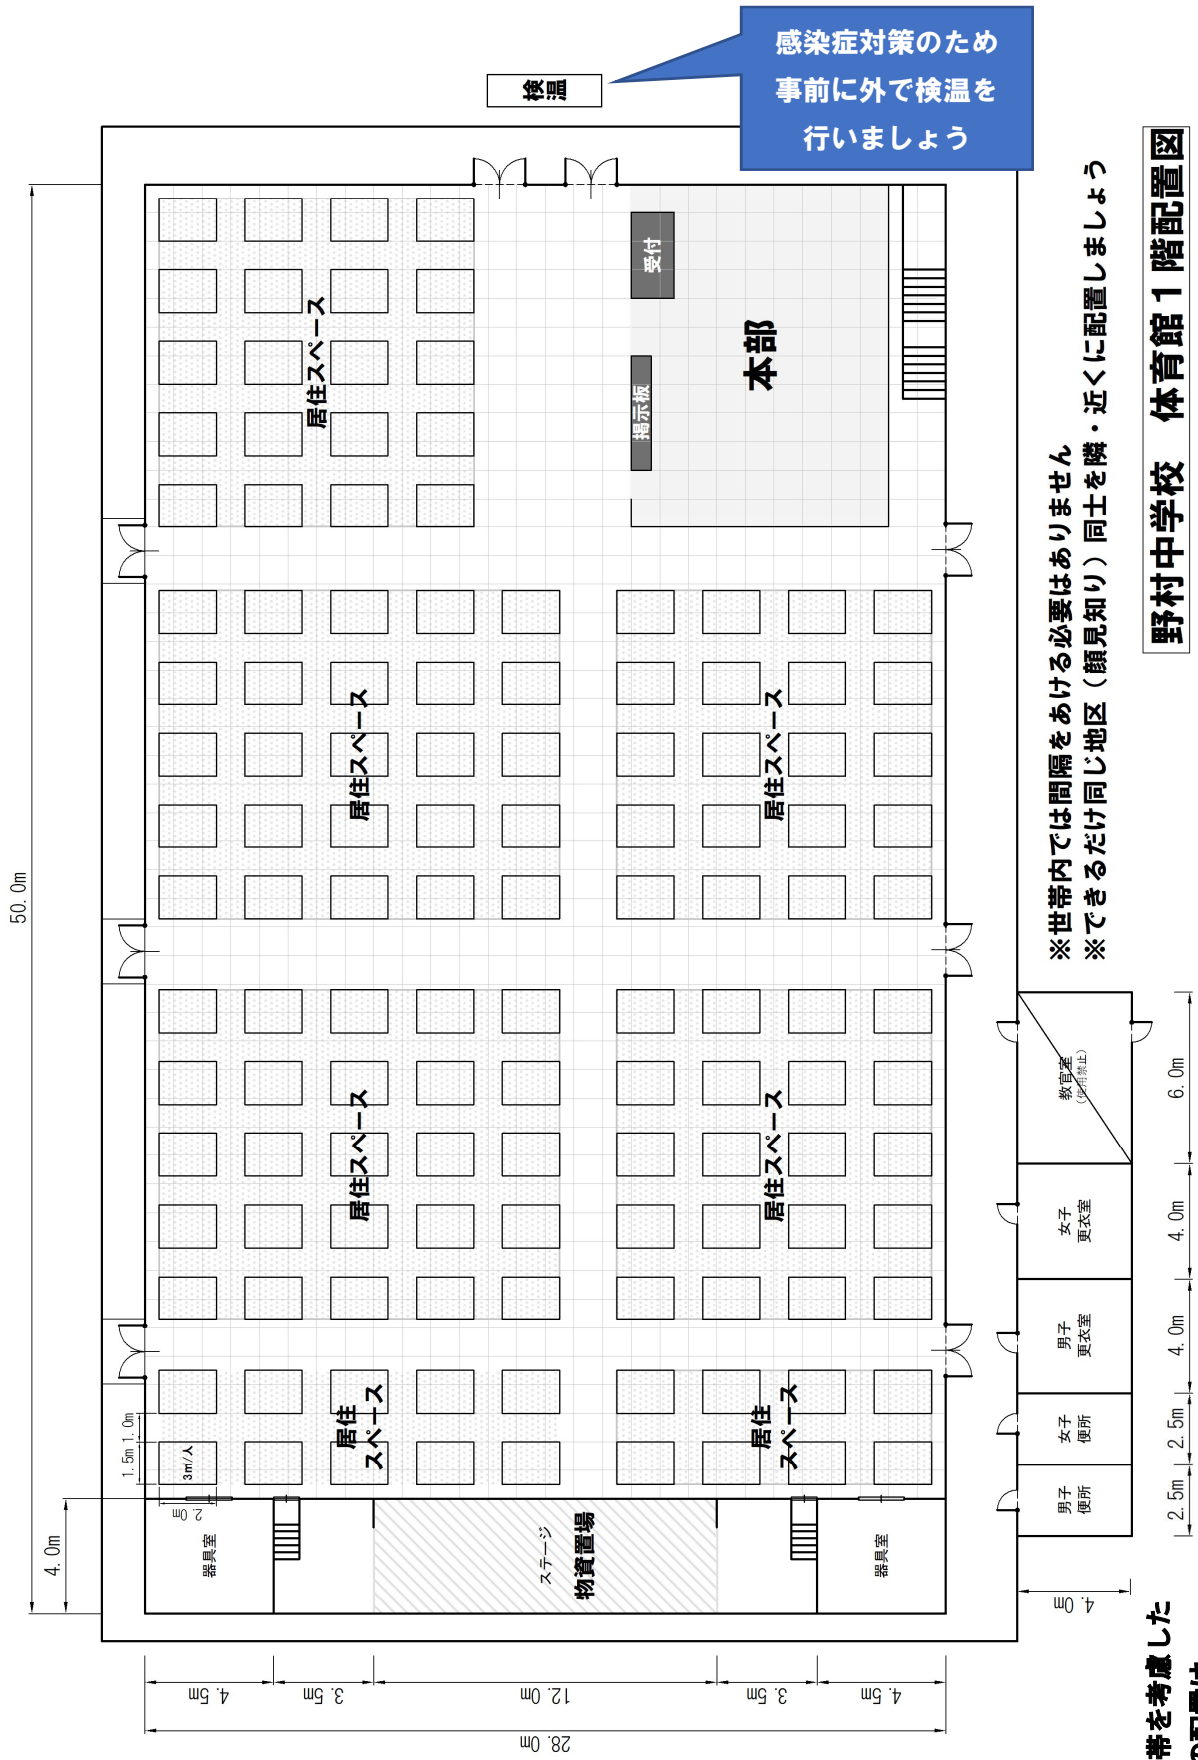 感染症対策のため
事前に外で検温を
行いましょう
検温
野村中学校　体育館１階配置図
※世帯内では間隔をあける必要はありません
※できるだけ同じ地区（顔見知り）同士を隣・近くに配置しましょう
50.0m
4.0m
受付
掲示板
本部
居住スペース
居住スペース
居住スペース
居住スペース
居住スペース
居住
スペース
居住
スペース
1.5m
1.0m
3㎡/人
2.0m
器具室
ステージ
物資置場
器具室
4.5m
3.5m
12.0m
3.5m
4.5m
28.0m
教官室
（使用禁止）
女子
更衣室
男子
更衣室
女子
便所
男子
便所
6.0m
4.0m
4.0m
2.5m
2.5m
4.0m
帯を考慮した